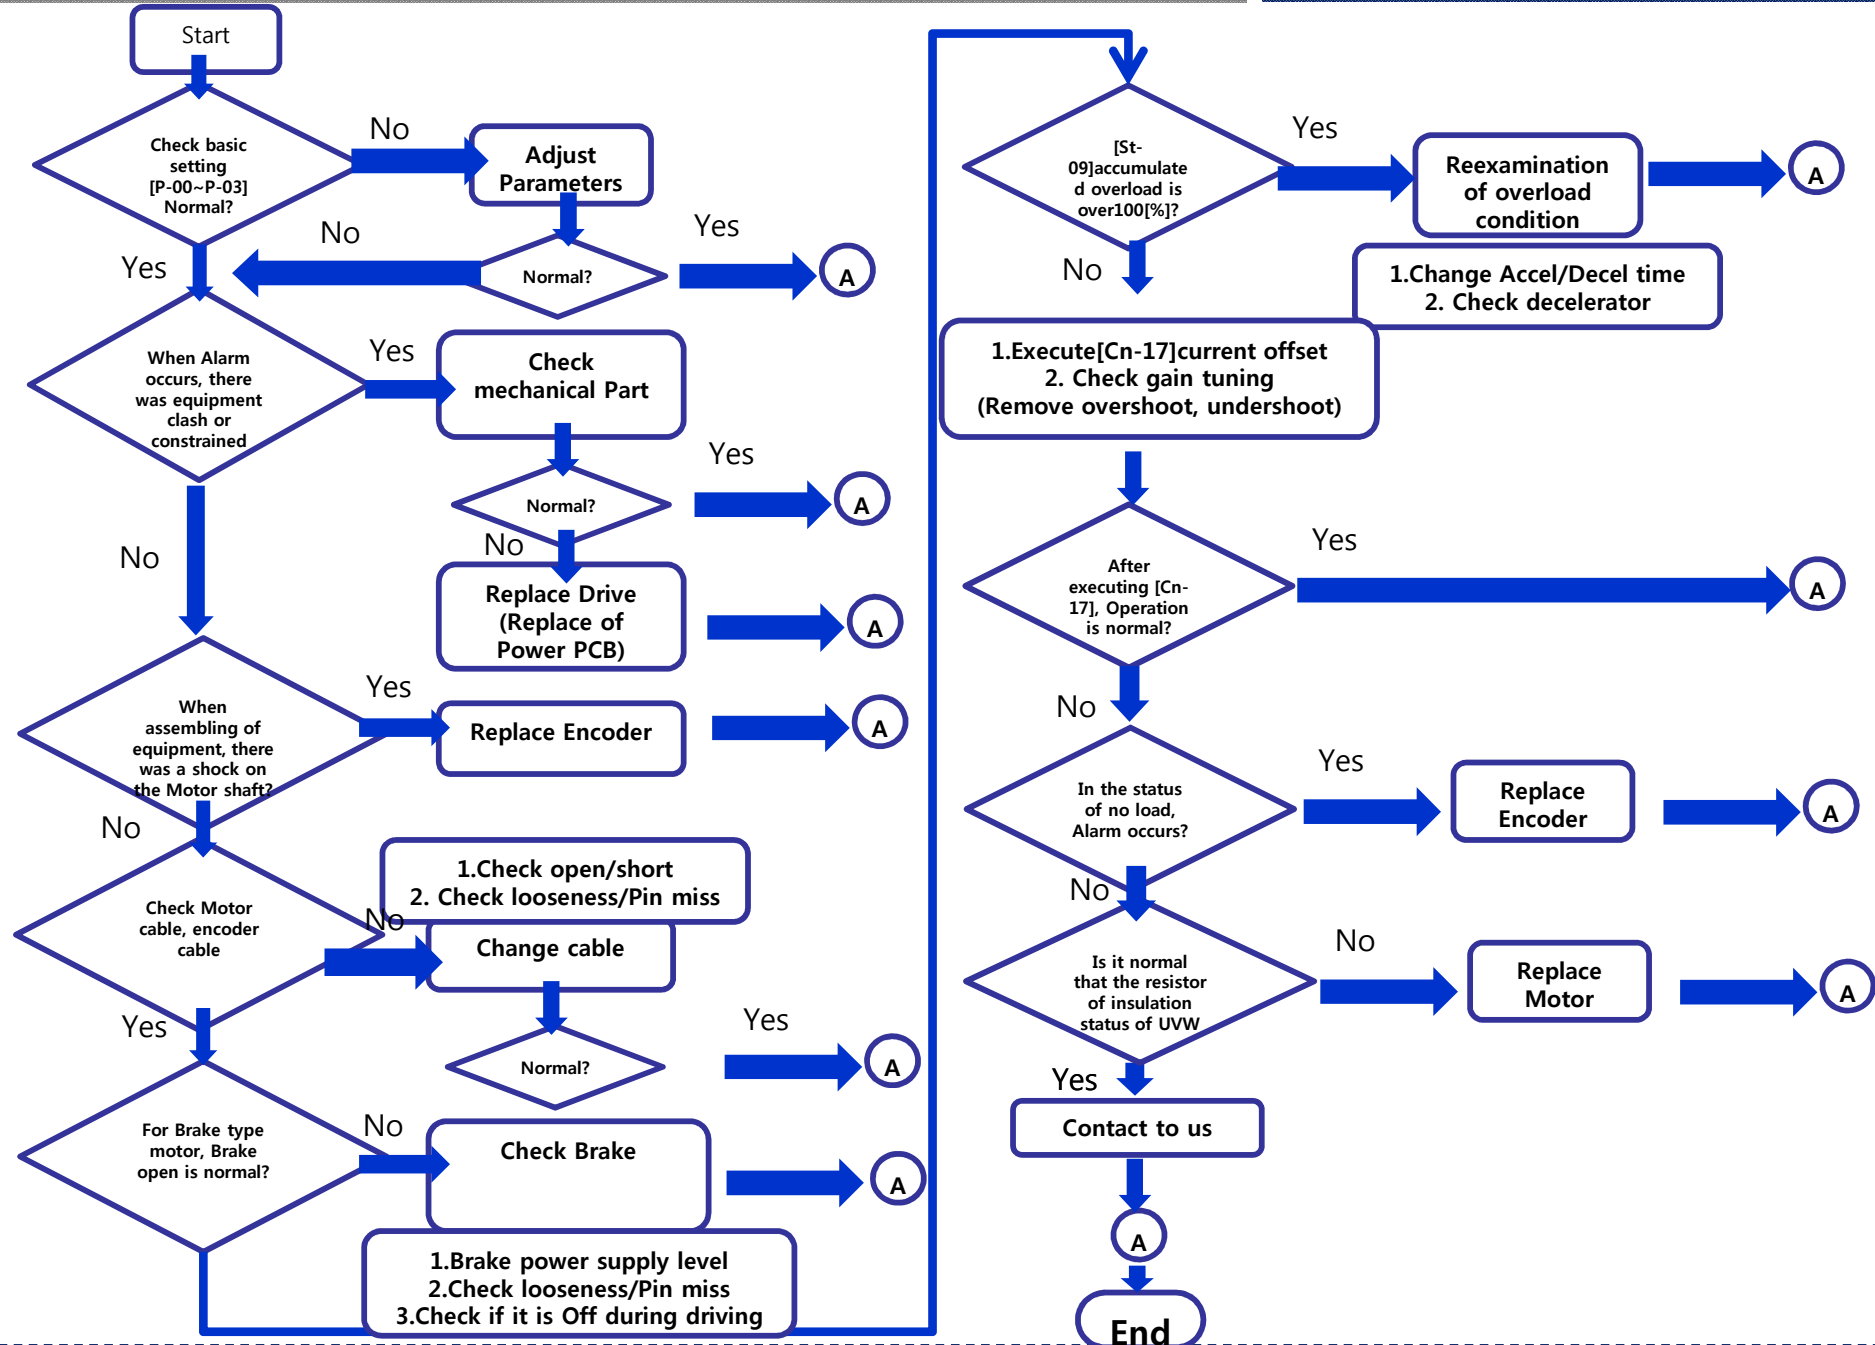 Start
Check basic
setting
[P-00~P-03]
Normal?
No
Adjust
Parameters
No
Yes
Yes
Normal?
A
When Alarm
occurs, there
was equipment
clash or
constrained
Yes
Check
mechanical Part
Yes
Normal?
A
No
No
Replace Drive
(Replace of
Power PCB)
A
When
assembling of
equipment, there
was a shock on
the Motor shaft?
Yes
Replace Encoder
A
No
1.Check open/short
2. Check looseness/Pin miss
Check Motor
cable, encoder
cable
No
Change cable
Yes
Yes
Normal?
A
For Brake type
motor, Brake
open is normal?
No
Check Brake
A
1.Brake power supply level
2.Check looseness/Pin miss
3.Check if it is Off during driving
[St-
09]accumulate
d overload is
over100[%]?
Yes
Reexamination
of overload
condition
A
No
1.Change Accel/Decel time
2. Check decelerator
1.Execute[Cn-17]current offset
2. Check gain tuning
(Remove overshoot, undershoot)
After
executing [Cn-
17], Operation
is normal?
Yes
A
No
In the status
of no load,
Alarm occurs?
Yes
Replace
Encoder
A
No
Is it normal
that the resistor
of insulation
status of UVW
No
Replace
Motor
A
Yes
Contact to us
A
End